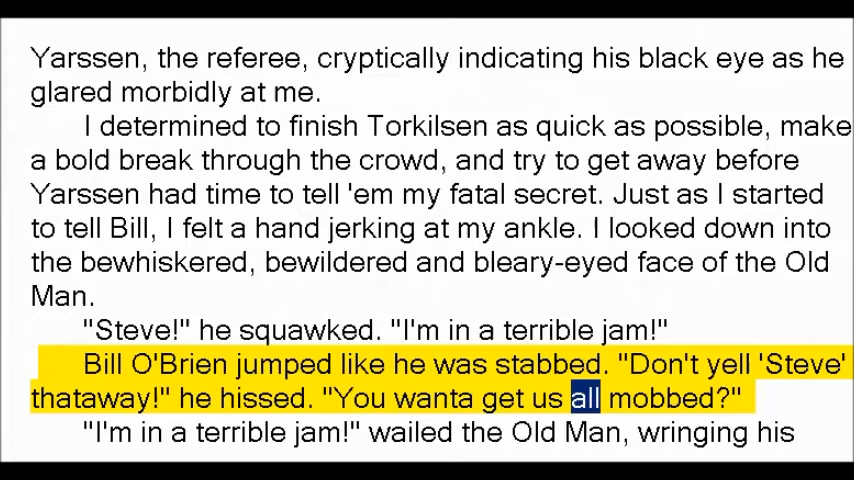 Yarssen, the referee, cryptically indicating his black eye as he
glared morbidly at me.
I determined to finish Torkilsen as quick as possible, make
a bold break through the crowd, and try to get away before
Yarssen had time to tell 'em my fatal secret. Just as I started
to tell Bill, I felt a hand jerking at my ankle. I looked down into
the bewhiskered, bewildered and bleary-eyed face of the Old
Man.
"Steve!" he squawked. "I'm in a terrible jam!"
Bill O'Brien jumped like he was stabbed. "Don't yell 'Steve'
thataway!" he hissed. "You wanta get us all mobbed?"
"I'm in a terrible jam!" wailed the Old Man, wringing his